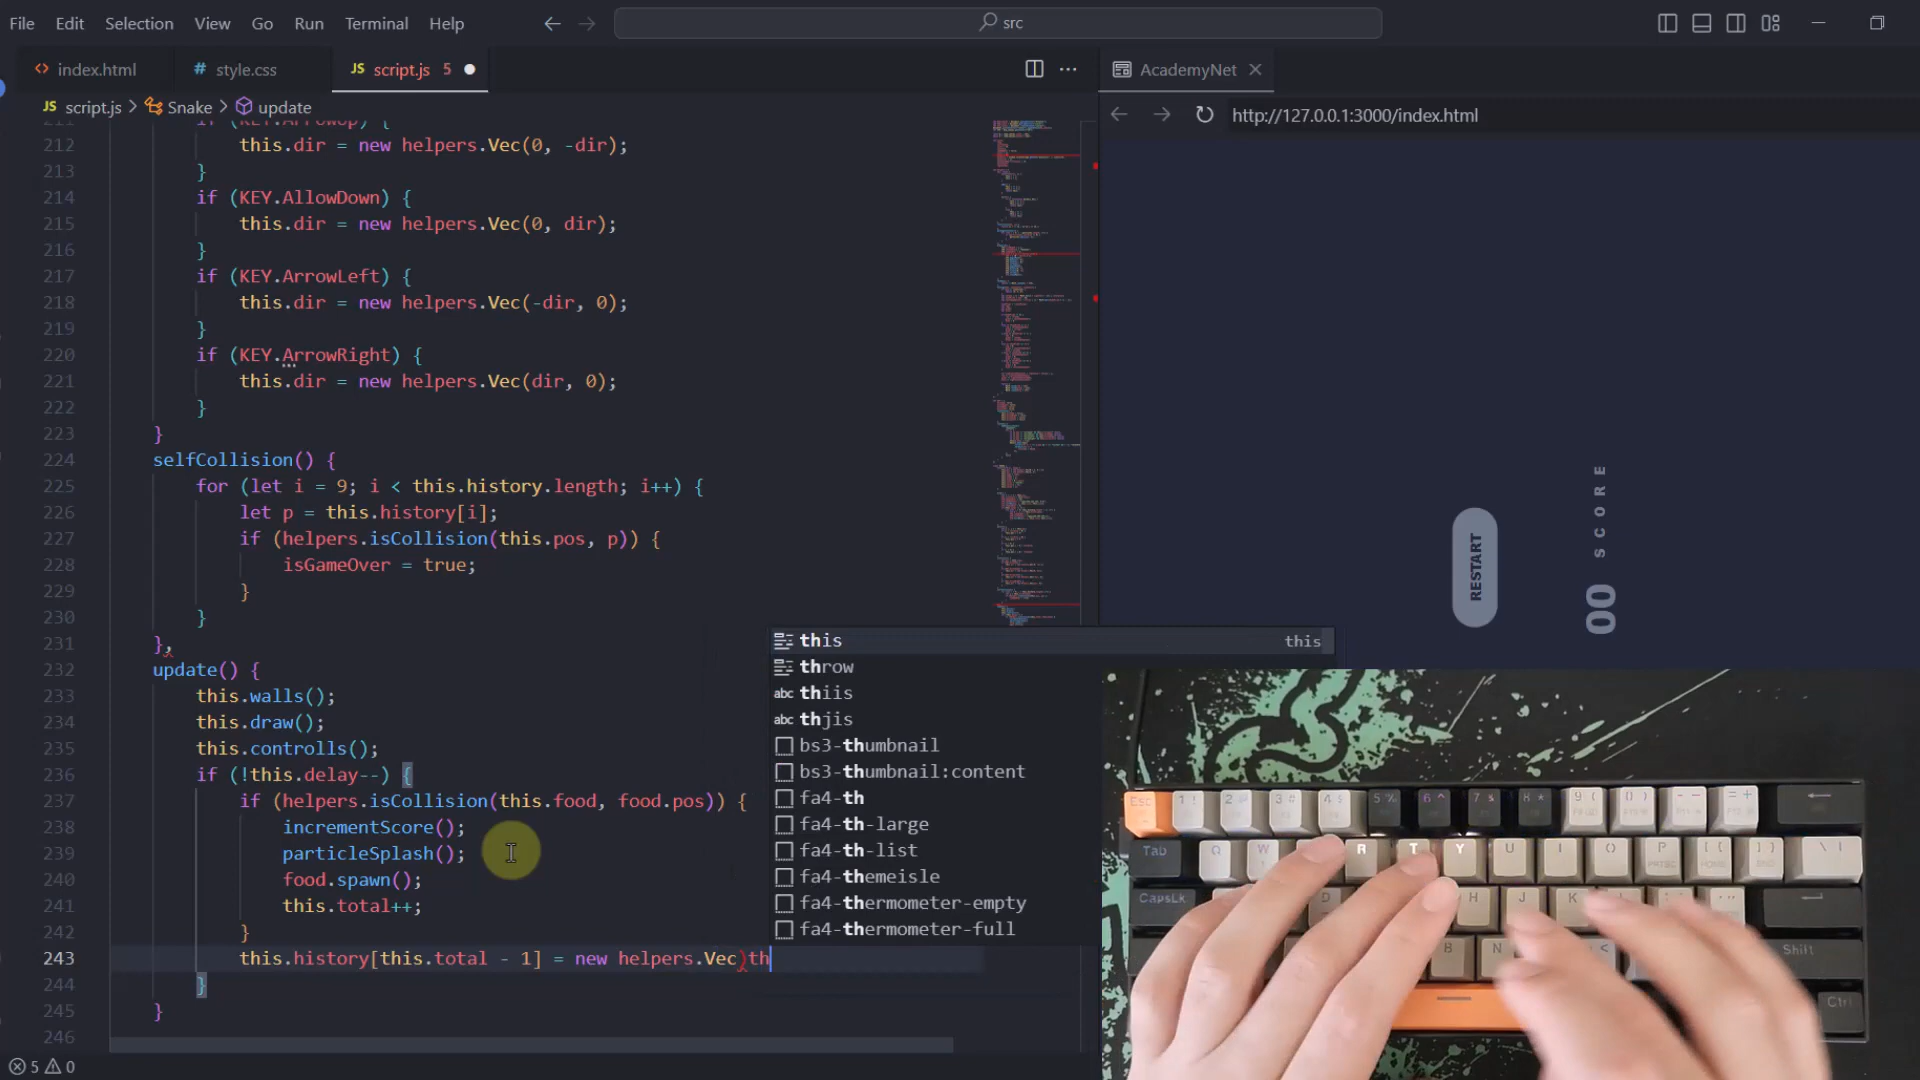 File Edit Selection View Go Run Terminal Help
src
index.html
# style.css
JS script.js 5
AcademyNet
JS script.js > Snake > update
http://127.0.0.1:3000/index.html
211 if (KEY.ArrowUp) {
212 this.dir = new helpers.Vec(0, -dir);
213 }
214 if (KEY.AllowDown) {
215 this.dir = new helpers.Vec(0, dir);
216 }
217 if (KEY.ArrowLeft) {
218 this.dir = new helpers.Vec(-dir, 0);
219 }
220 if (KEY.ArrowRight) {
221 this.dir = new helpers.Vec(dir, 0);
222 }
223 }
224 selfCollision() {
225 for (let i = 9; i < this.history.length; i++) {
226 let p = this.history[i];
227 if (helpers.isCollision(this.pos, p)) {
228 isGameOver = true;
229 }
230 }
231 },
232 update() {
233 this.walls();
234 this.draw();
235 this.controlls();
236 if (!this.delay--) {
237 if (helpers.isCollision(this.food, food.pos)) {
238 incrementScore();
239 particleSplash();
240 food.spawn();
241 this.total++;
242 }
243 this.history[this.total - 1] = new helpers.Vec)th
244 }
245 }
246
this this
throw
abc thiis
abc thjis
bs3-thumbnail
bs3-thumbnail:content
fa4-th
fa4-th-large
fa4-th-list
fa4-themeisle
fa4-thermometer-empty
fa4-thermometer-full
RESTART
00 SCORE
Esc
Tab Q W R T Y U I O P
CapsLk D H J K
B N <
Shift
Ctrl
5 0